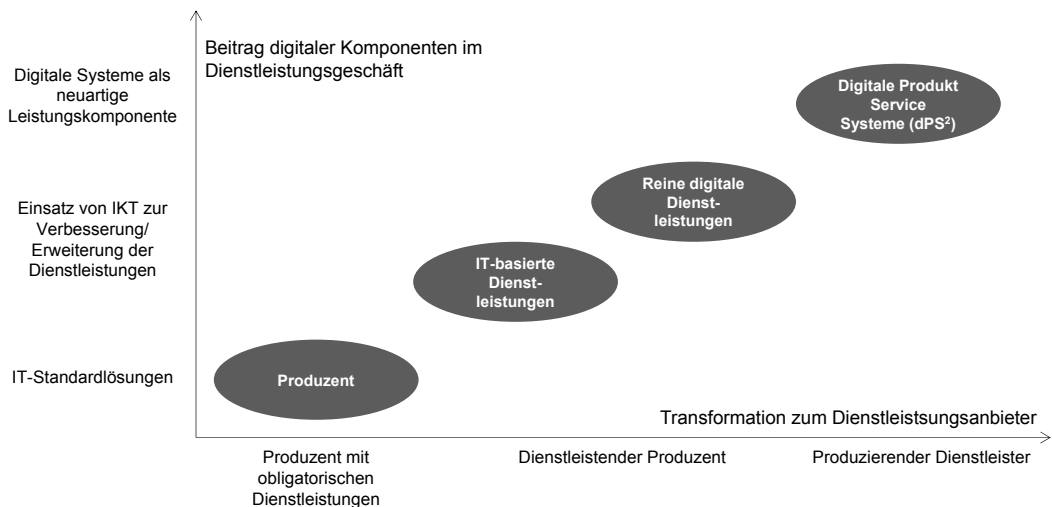 Beitrag digitaler Komponenten im
Dienstleistungsgeschäft
Digitale Systeme als
neuartige
Leistungskomponente
Digitale Produkt
Service
Systeme (dPS²)
Einsatz von IKT zur
Verbesserung/
Erweiterung der
Dienstleistungen
Reine digitale
Dienst-
leistungen
IT-basierte
Dienst-
leistungen
IT-Standardlösungen
Produzent
Transformation zum Dienstleistsungsanbieter
Produzent mit
obligatorischen
Dienstleistungen
Dienstleistender Produzent
Produzierender Dienstleister